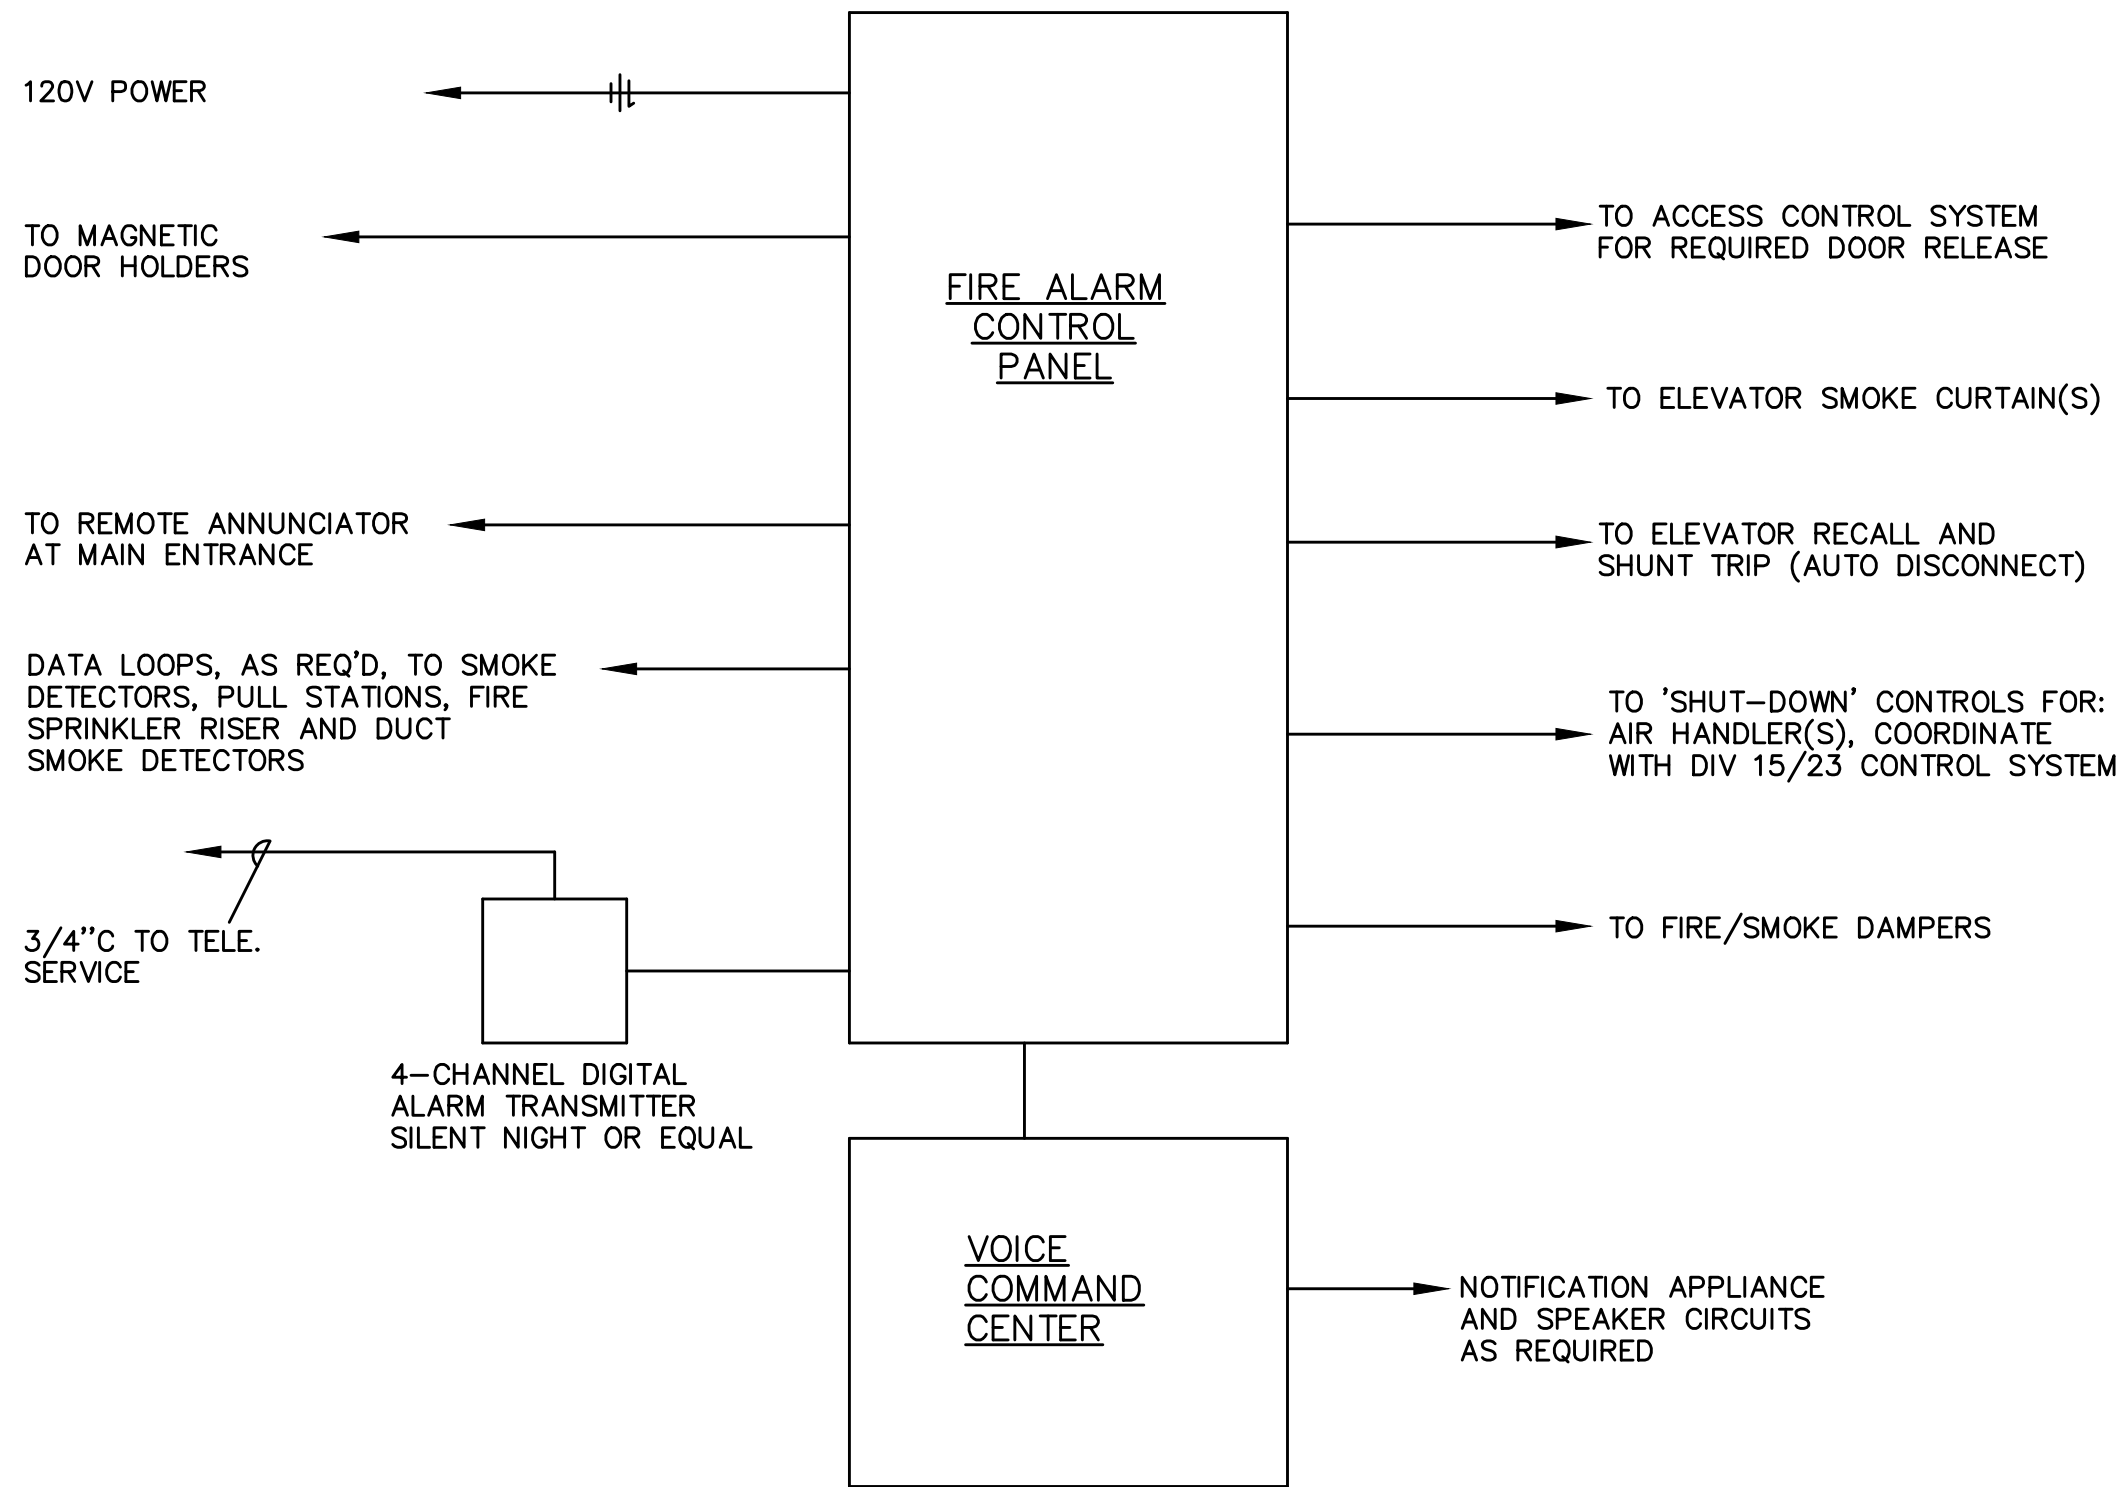 120V POWER
TO MAGNETIC
DOOR HOLDERS
TO REMOTE ANNUNCIATOR
AT MAIN ENTRANCE
DATA LOOPS, AS REQ'D, TO SMOKE
DETECTORS, PULL STATIONS, FIRE
SPRINKLER RISER AND DUCT
SMOKE DETECTORS
3/4"C TO TELE.
SERVICE
4-CHANNEL DIGITAL
ALARM TRANSMITTER
SILENT NIGHT OR EQUAL
FIRE ALARM
CONTROL
PANEL
TO ACCESS CONTROL SYSTEM
FOR REQUIRED DOOR RELEASE
TO ELEVATOR SMOKE CURTAIN(S)
TO ELEVATOR RECALL AND
SHUNT TRIP (AUTO DISCONNECT)
TO 'SHUT-DOWN' CONTROLS FOR:
AIR HANDLER(S), COORDINATE
WITH DIV 15/23 CONTROL SYSTEM
TO FIRE/SMOKE DAMPERS
VOICE
COMMAND
CENTER
NOTIFICATION APPLIANCE
AND SPEAKER CIRCUITS
AS REQUIRED